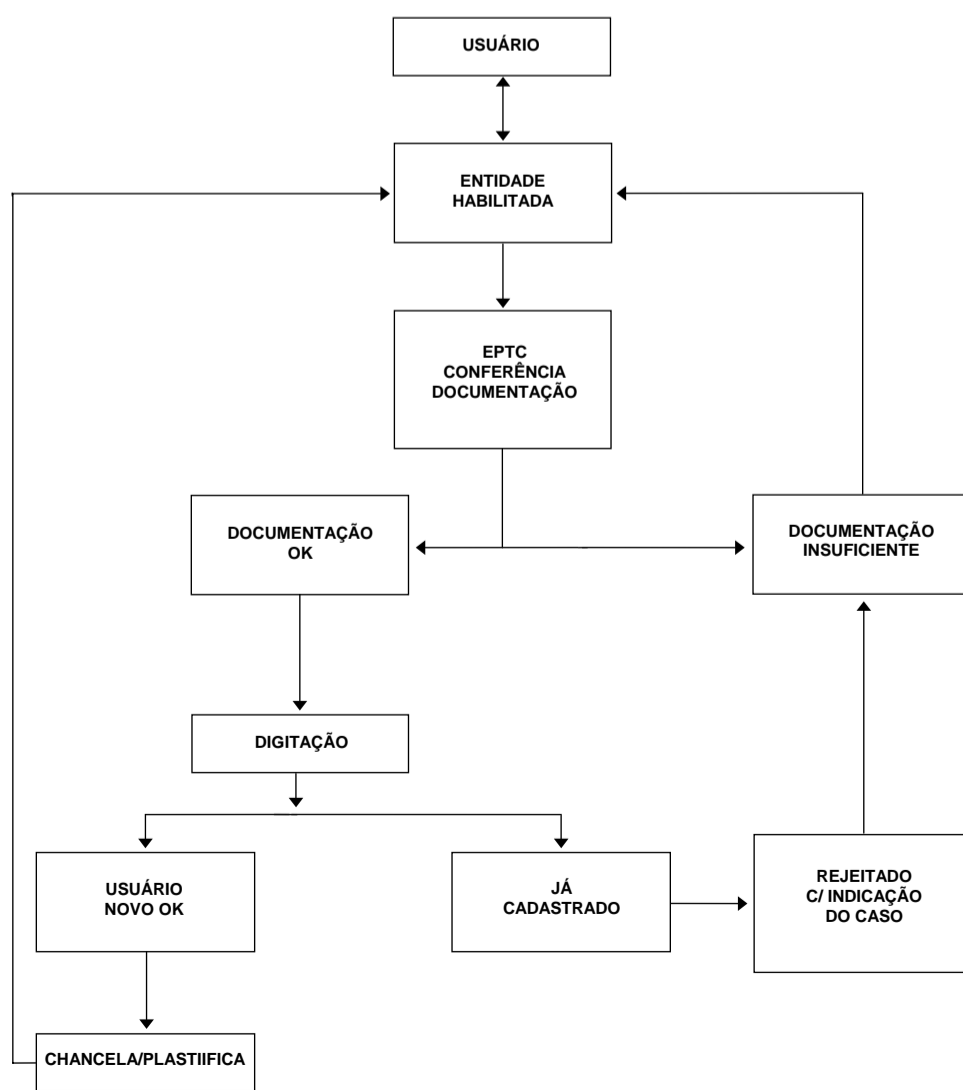 USUÁRIO
ENTIDADE
HABILITADA
EPTC
CONFERÊNCIA
DOCUMENTAÇÃO
DOCUMENTAÇÃO
OK
DOCUMENTAÇÃO
INSUFICIENTE
DIGITAÇÃO
USUÁRIO
NOVO OK
JÁ
CADASTRADO
REJEITADO
C/ INDICAÇÃO
DO CASO
CHANCELA/PLASTIIFICA